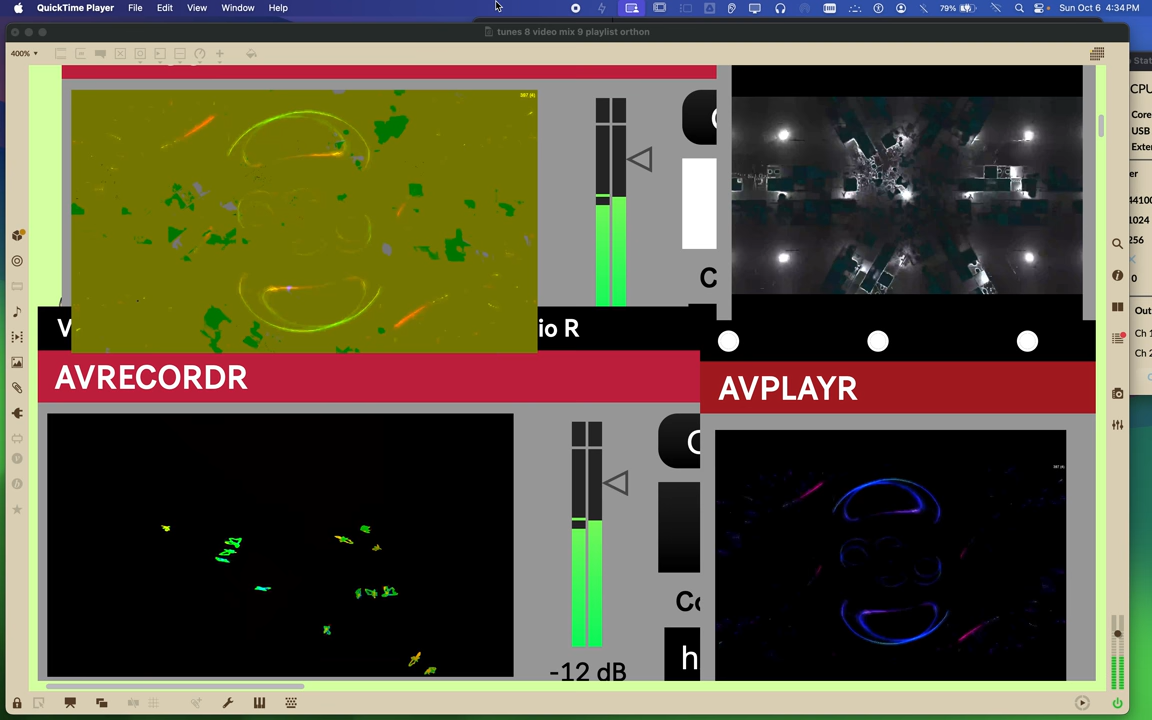 QuickTime Player File Edit View Window Help 79% Sun Oct 6 4:34 PM
tunes 8 video mix 9 playlist orthon
400%
Stat
CPU
Core
USB
Exter
er
44100
1024
256
0
Out
Ch 1
Ch 2
C
V
io R
AVRECORDR
AVPLAYR
C
Co
h
-12 dB